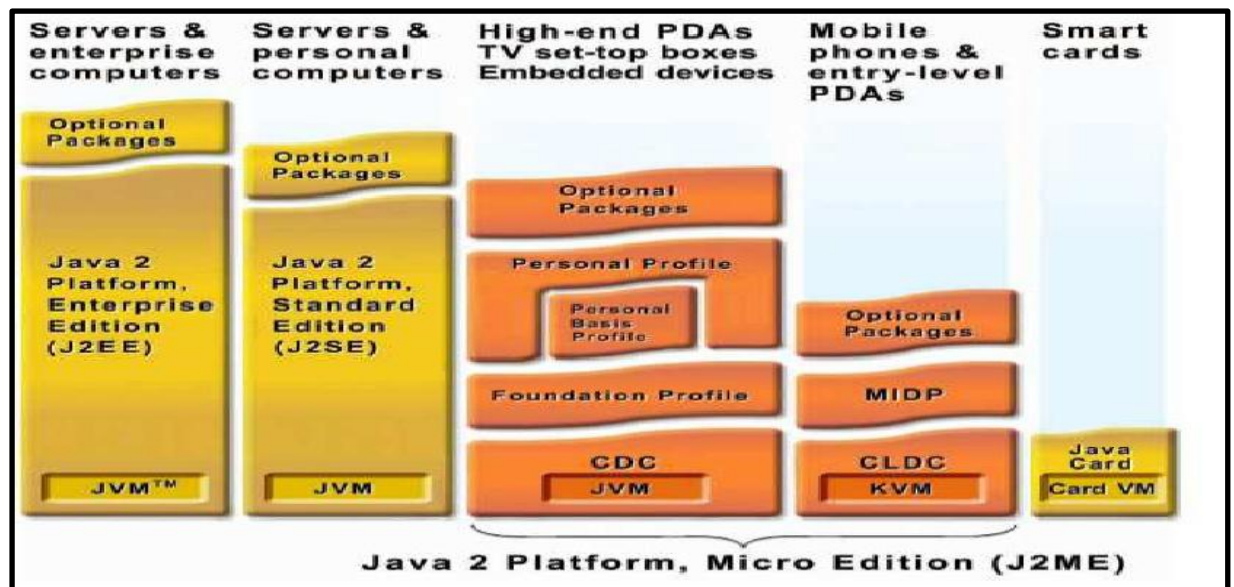 Servers &
enterprise
computers
Servers &
personal
computers
High-end PDAs
TV set-top boxes
Embedded devices
Mobile
phones &
entry-level
PDAs
Smart
cards
Optional
Packages
Java 2
Platform,
Enterprise
Edition
(J2EE)
JVM™
Optional
Packages
Java 2
Platform,
Standard
Edition
(J2SE)
JVM
Optional
Packages
Personal Profile
Personal
Basis
Profile
Foundation Profile
CDC
JVM
Optional
Packages
MIDP
CLDC
KVM
Java
Card
Card VM
Java 2 Platform, Micro Edition (J2ME)